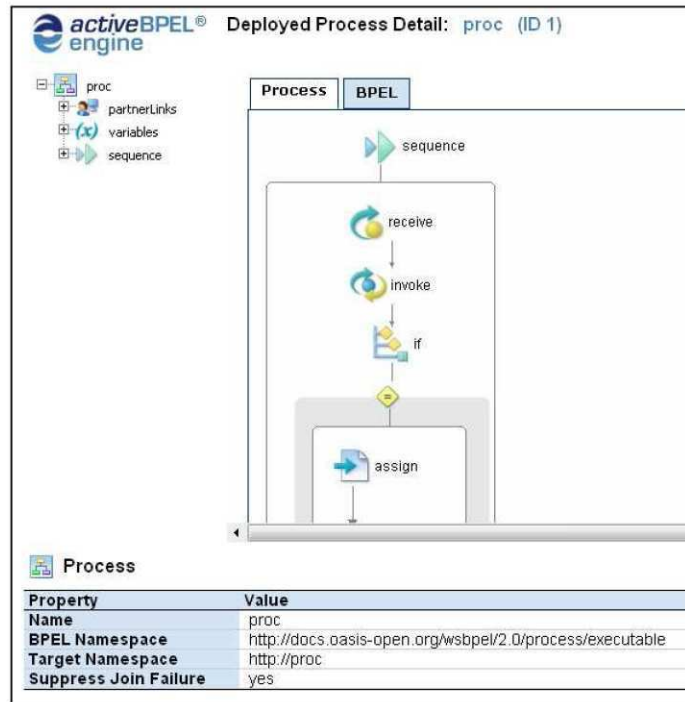 activeBPEL® engine
Deployed Process Detail: proc (ID 1)
proc
partnerLinks
variables
sequence
Process BPEL
sequence
receive
invoke
if
=
assign
Process
Property Value
Name proc
BPEL Namespace http://docs.oasis-open.org/wsbpel/2.0/process/executable
Target Namespace http://proc
Suppress Join Failure yes